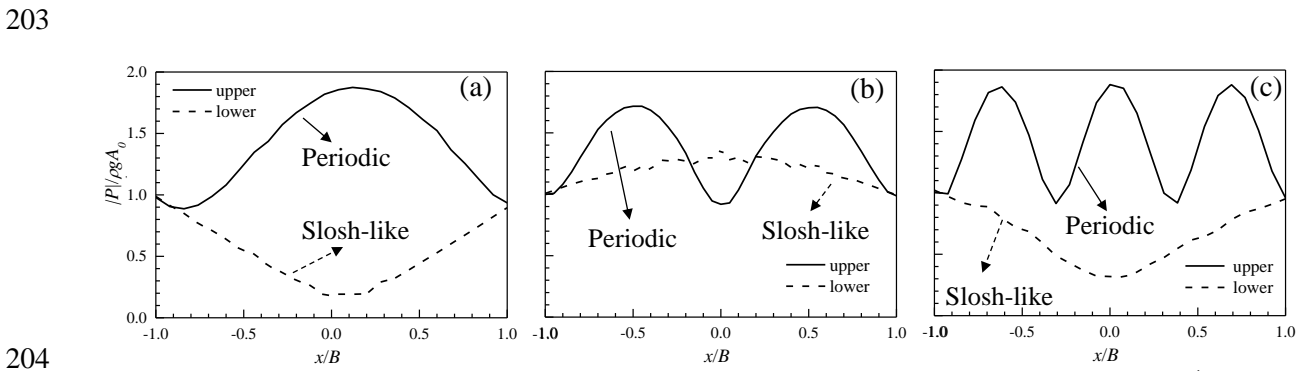 203
(a)
upper
lower
Periodic
Slosh-like
|P|/ρgA0
2.0
1.5
1.0
0.5
0.0
-1.0 -0.5 0.0 0.5 1.0
x/B
(b)
Periodic
Slosh-like
upper
lower
-1.0 -0.5 0.0 0.5 1.0
x/B
(c)
Periodic
Slosh-like
upper
lower
-1.0 -0.5 0.0 0.5 1.0
x/B
204